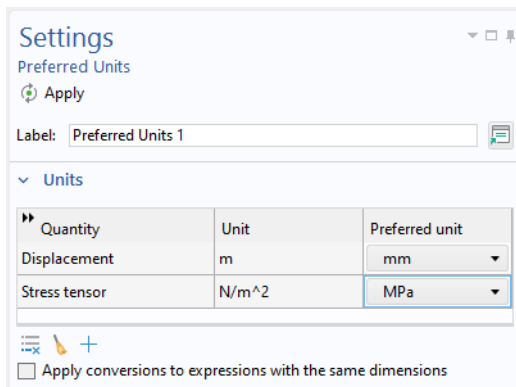 Settings
Preferred Units
Apply
Label: Preferred Units 1
Units
Quantity Unit Preferred unit
Displacement m mm
Stress tensor N/m^2 MPa
Apply conversions to expressions with the same dimensions